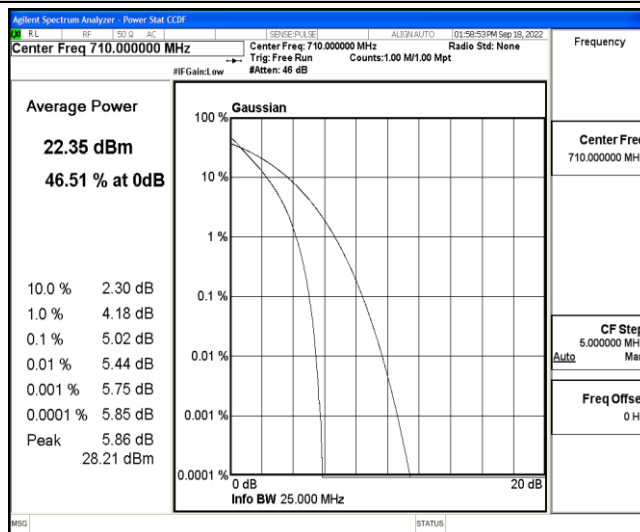 Agilent Spectrum Analyzer - Power Stat CCDF
RL RF 50 Ω AC SENSE:PULSE ALIGN AUTO 01:58:53 PM Sep 18, 2022
Center Freq 710.000000 MHz
Center Freq: 710.000000 MHz Radio Std: None
Trig: Free Run Counts:1.00 M/1.00 Mpt
#IFGain:Low #Atten: 46 dB
Frequency
Average Power
22.35 dBm
46.51 % at 0dB
10.0 % 2.30 dB
1.0 % 4.18 dB
0.1 % 5.02 dB
0.01 % 5.44 dB
0.001 % 5.75 dB
0.0001 % 5.85 dB
Peak 5.86 dB
28.21 dBm
Gaussian
100 %
10 %
1 %
0.1 %
0.01 %
0.001 %
0.0001 %
0 dB 20 dB
Info BW 25.000 MHz
Center Fre
710.000000 MH
CF Step
5.000000 MH
Auto Ma
Freq Offse
0 H
MSG STATUS